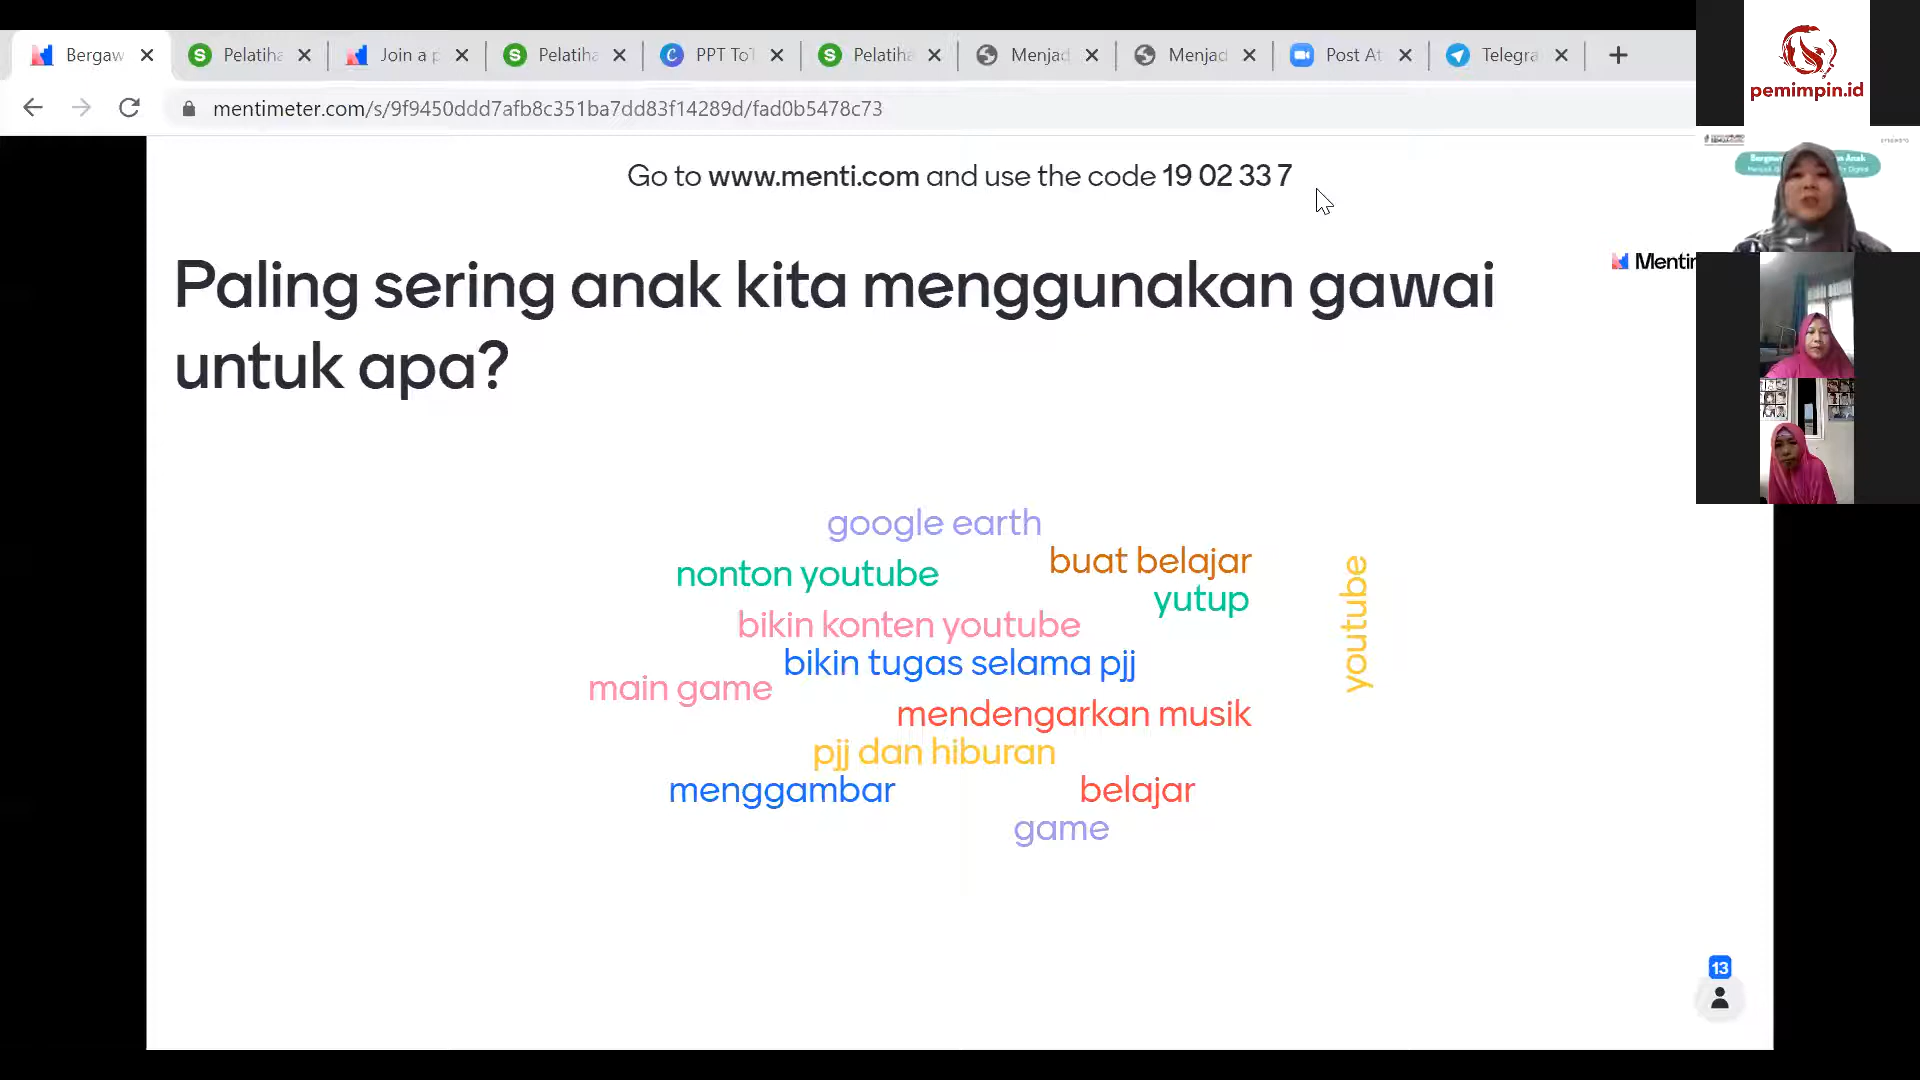 Bergaw
Pelatiha
Join a p
Pelatiha
PPT ToT
Pelatiha
Menjad
Menjad
Post At
Telegra
mentimeter.com/s/9f9450ddd7afb8c351ba7dd83f14289d/fad0b5478c73
pemimpin.id
Go to www.menti.com and use the code 19 02 33 7
Mentim
Paling sering anak kita menggunakan gawai
untuk apa?
google earth
buat belajar
nonton youtube
yutup
youtube
bikin konten youtube
bikin tugas selama pjj
main game
mendengarkan musik
pjj dan hiburan
menggambar
belajar
game
13